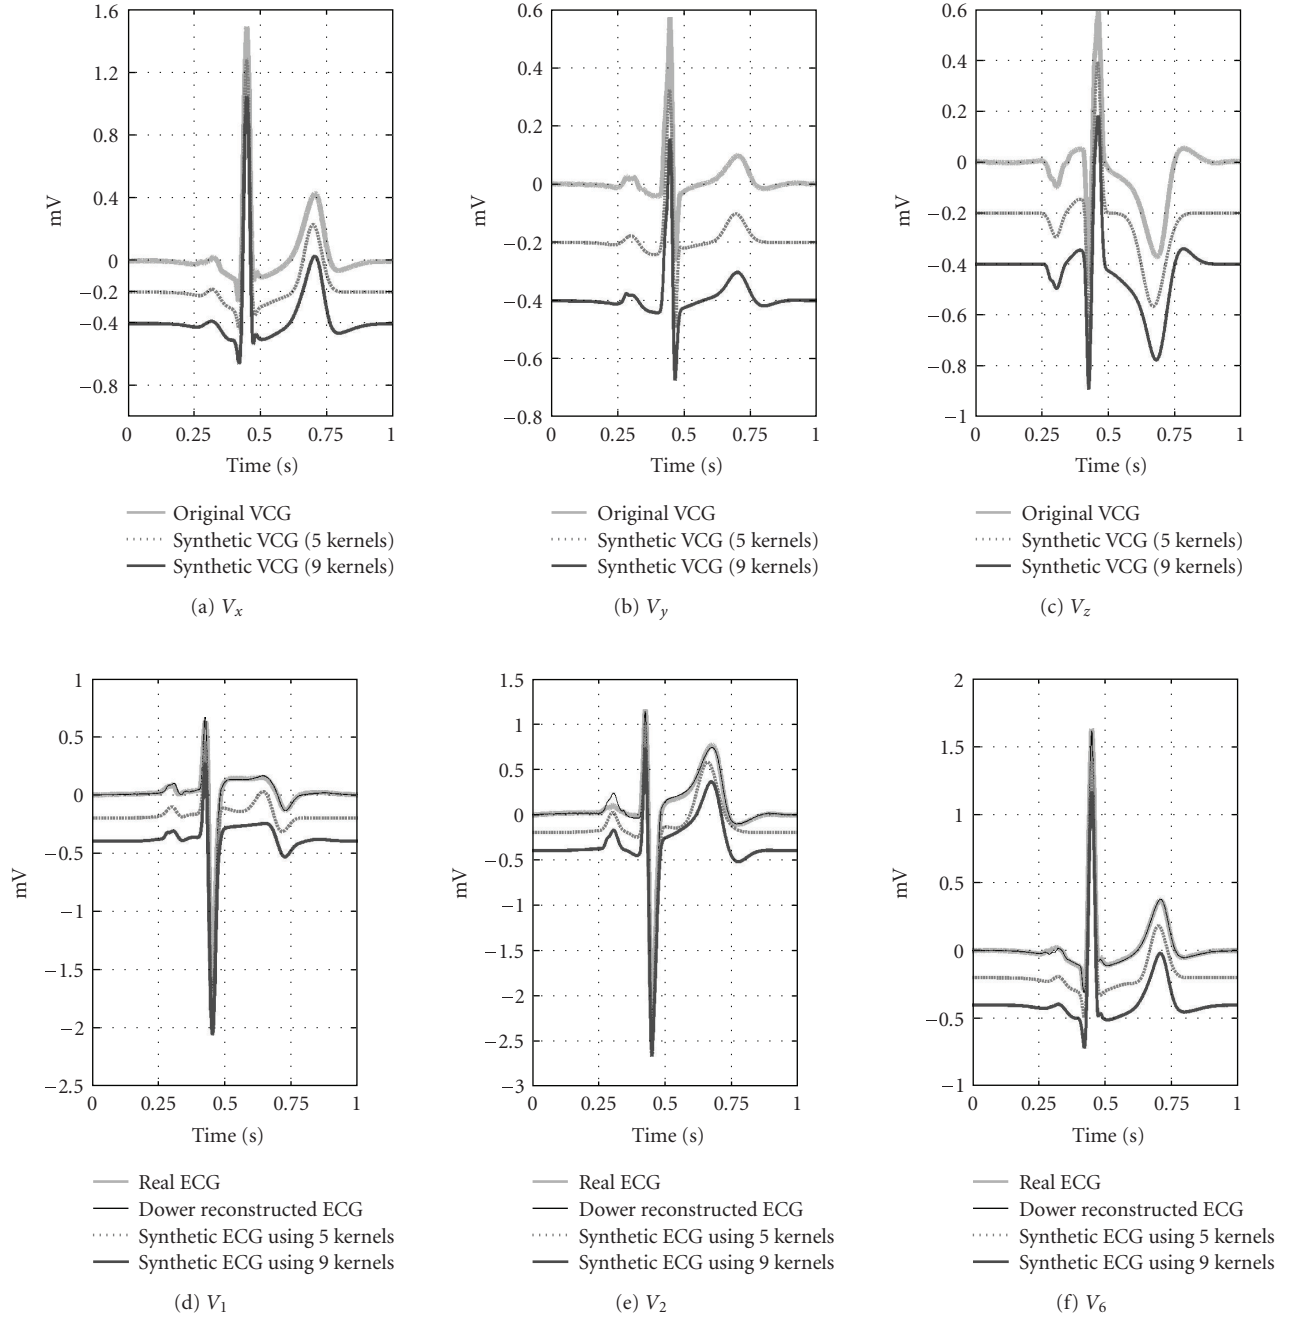 1.6
1.2
0.8
0.4
0
−0.2
−0.4
−0.8
mV
0 0.25 0.5 0.75 1
Time (s)
Original VCG
Synthetic VCG (5 kernels)
Synthetic VCG (9 kernels)
(a) Vx
0.6
0.4
0.2
0
−0.2
−0.4
−0.6
−0.8
mV
0 0.25 0.5 0.75 1
Time (s)
Original VCG
Synthetic VCG (5 kernels)
Synthetic VCG (9 kernels)
(b) Vy
0.6
0.4
0.2
0
−0.2
−0.4
−0.6
−0.8
−1
mV
0 0.25 0.5 0.75 1
Time (s)
Original VCG
Synthetic VCG (5 kernels)
Synthetic VCG (9 kernels)
(c) Vz
1
0.5
0
−0.5
−1
−1.5
−2
−2.5
mV
0 0.25 0.5 0.75 1
Time (s)
Real ECG
Dower reconstructed ECG
Synthetic ECG using 5 kernels
Synthetic ECG using 9 kernels
(d) V1
1.5
1
0.5
0
−0.5
−1
−1.5
−2
−2.5
−3
mV
0 0.25 0.5 0.75 1
Time (s)
Real ECG
Dower reconstructed ECG
Synthetic ECG using 5 kernels
Synthetic ECG using 9 kernels
(e) V2
2
1.5
1
0.5
0
−0.5
−1
mV
0 0.25 0.5 0.75 1
Time (s)
Real ECG
Dower reconstructed ECG
Synthetic ECG using 5 kernels
Synthetic ECG using 9 kernels
(f) V6